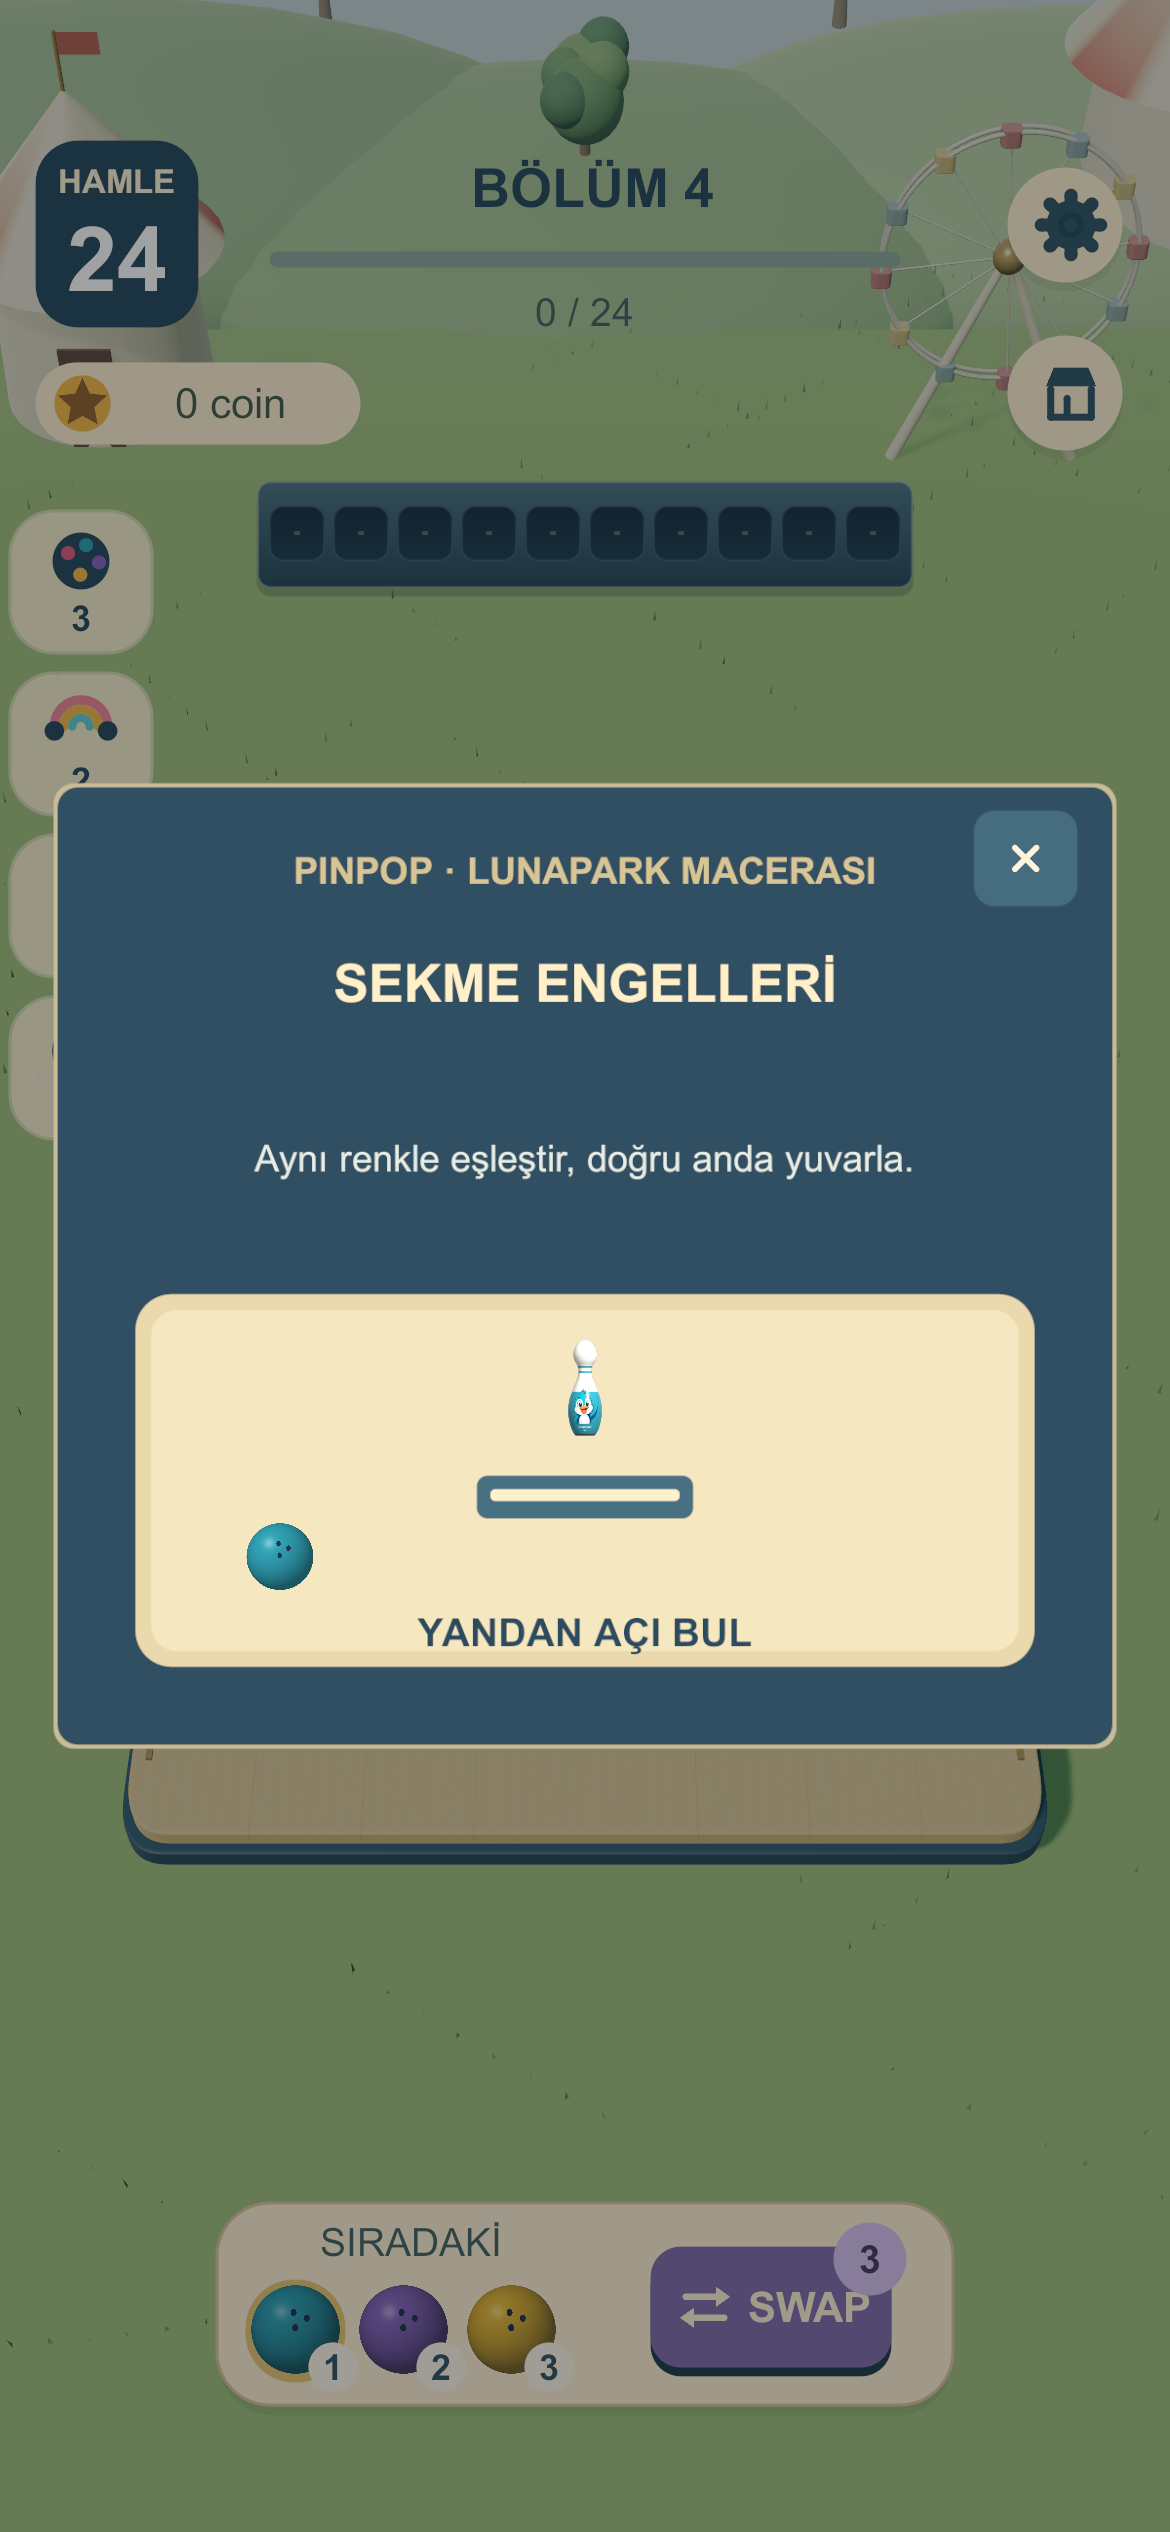 HAMLE
24
BÖLÜM 4
0 / 24
0 coin
3
2
PINPOP · LUNAPARK MACERASI
SEKME ENGELLERİ
Aynı renkle eşleştir, doğru anda yuvarla.
YANDAN AÇI BUL
SIRADAKİ
1
2
3
3
SWAP